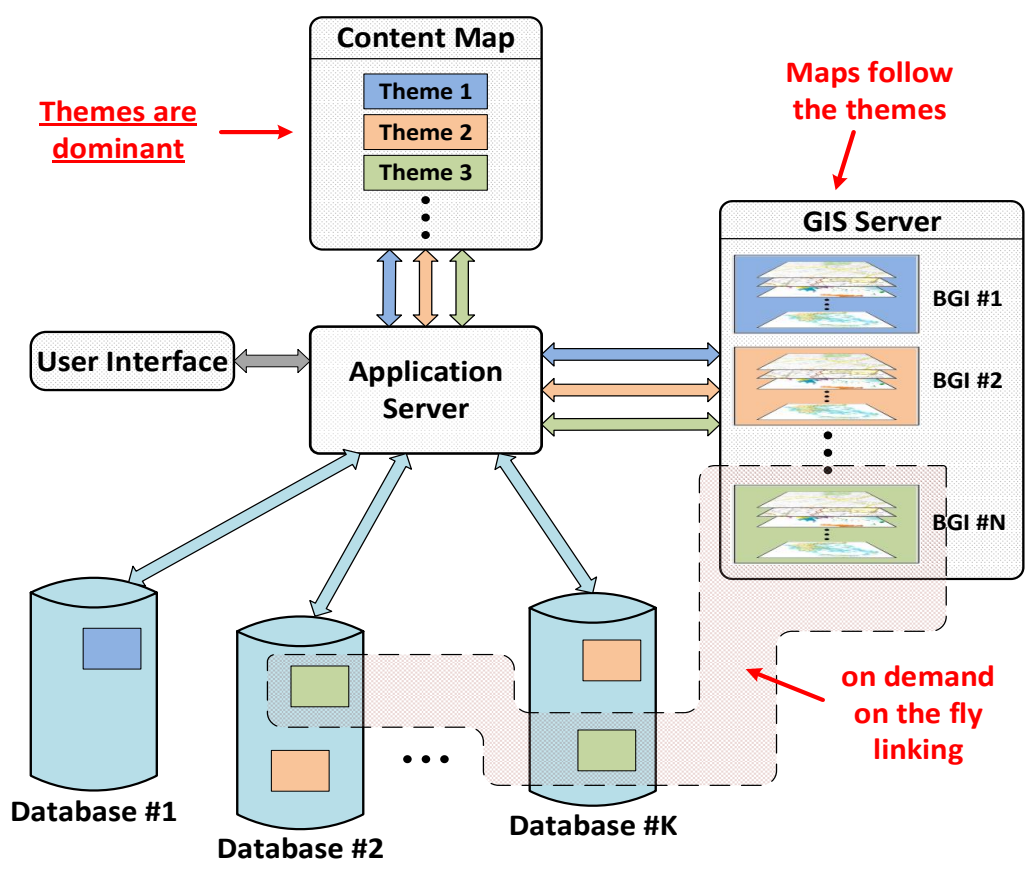 Content Map
Theme 1
Theme 2
Theme 3
Themes are
dominant
Maps follow
the themes
GIS Server
BGI #1
BGI #2
BGI #N
User Interface
Application
Server
on demand
on the fly
linking
Database #1
Database #2
Database #K